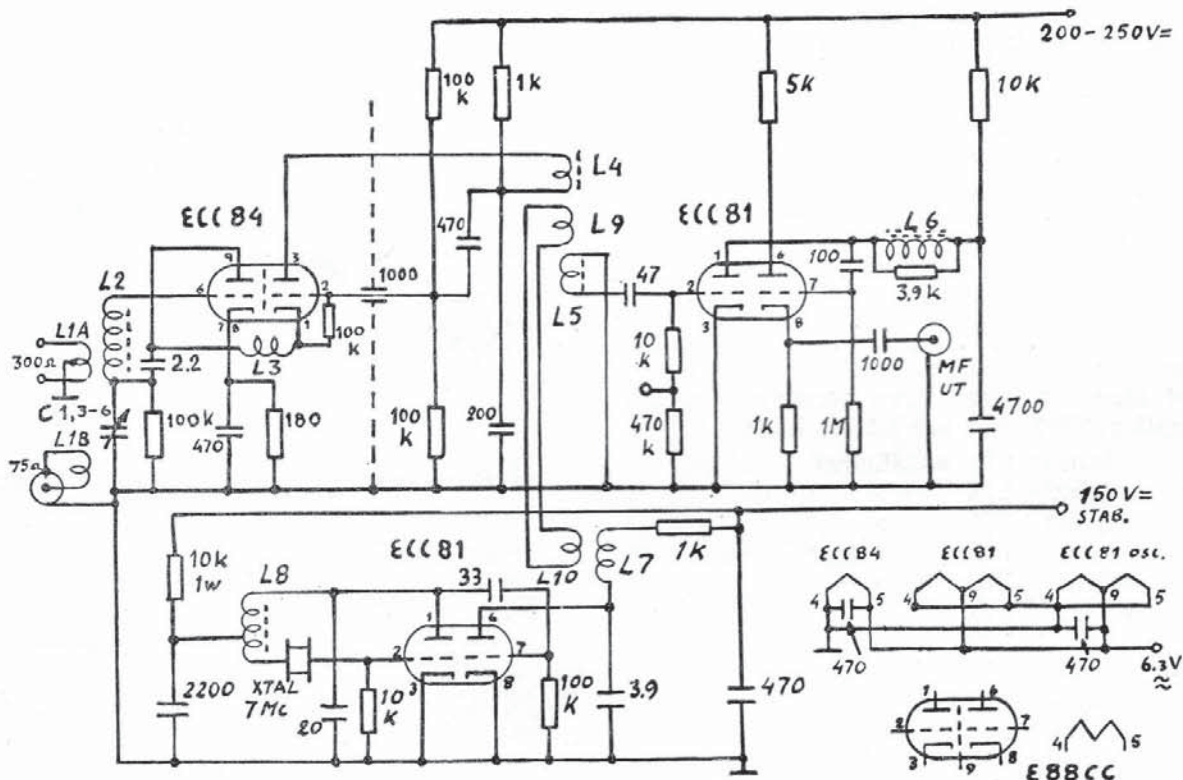 200-250V=
100
k
1k
5k
10k
L4
ECC84
470
L9
ECC81
L6
9
3
1
6
100
3.9k
L2
6
2
1000
47
2
7
7
8
1
L5
3
8
L1A
100
k
10
k
1000
300Ω
2.2
L3
MF
UT
C1,3-6
100k
470
180
100
k
200
470
k
1k
1M
4700
L1B
75Ω
150V=
STAB.
10k
1w
L8
ECC81
33
L10
L7
1k
ECC84
ECC81
ECC81 OSC.
4
5
4
9
5
4
9
5
1
6
2
7
3
8
470
470
6.3V
≈
2200
XTAL
7Mc
20
10
k
100
k
3.9
470
1
6
2
7
3
9
8
4
5
E88CC